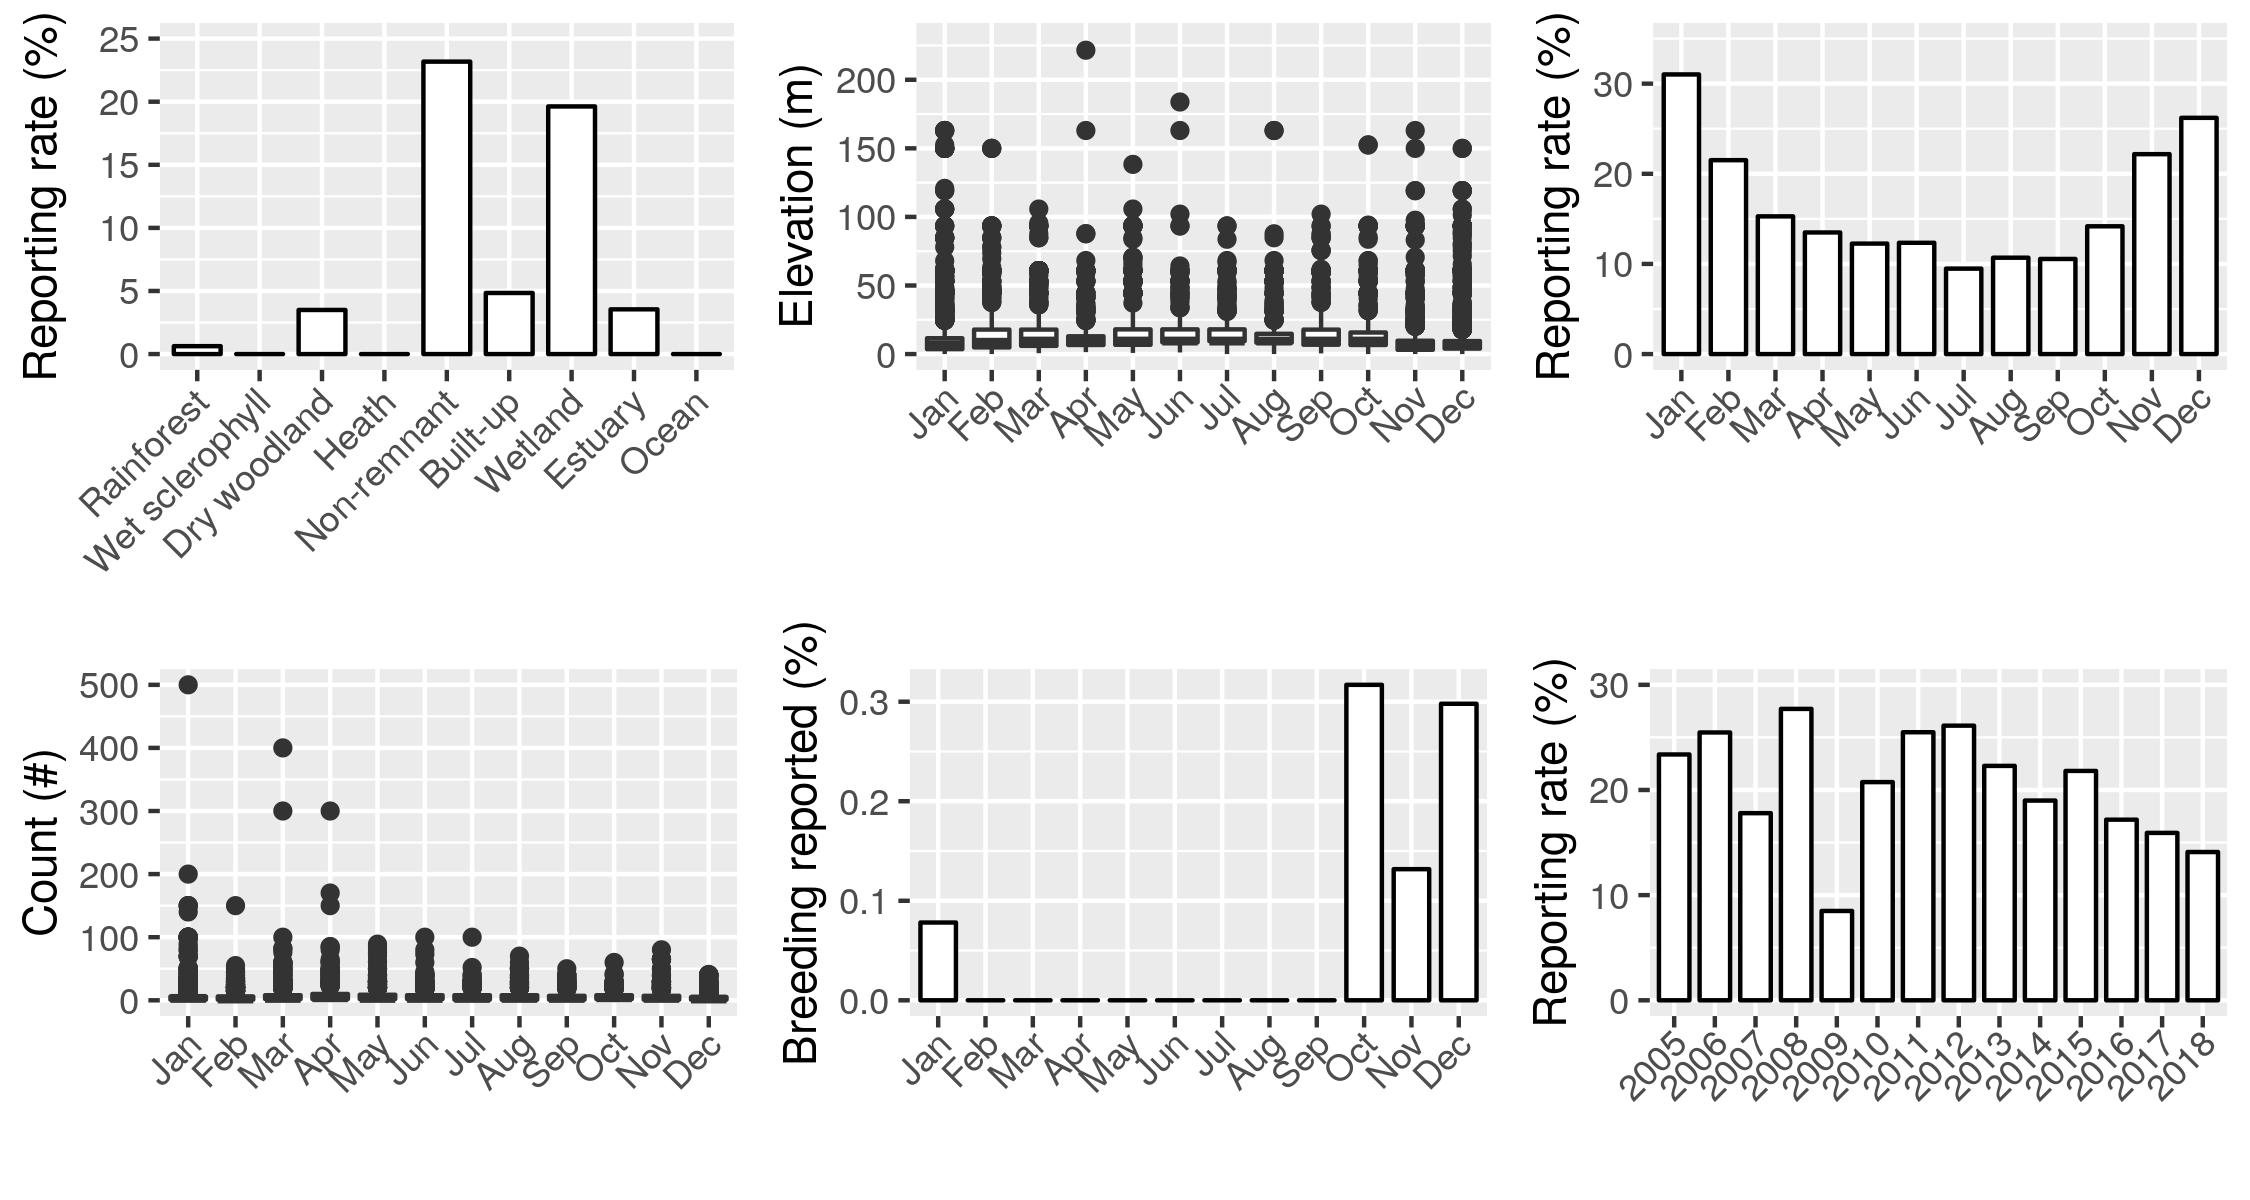 Reporting rate (%)
25
20
15
10
5
0
Rainforest
Wet sclerophyll
Dry woodland
Heath
Non-remnant
Built-up
Wetland
Estuary
Ocean
Elevation (m)
200
150
100
50
0
Jan
Feb
Mar
Apr
May
Jun
Jul
Aug
Sep
Oct
Nov
Dec
Reporting rate (%)
30
20
10
0
Jan
Feb
Mar
Apr
May
Jun
Jul
Aug
Sep
Oct
Nov
Dec
Count (#)
500
400
300
200
100
0
Jan
Feb
Mar
Apr
May
Jun
Jul
Aug
Sep
Oct
Nov
Dec
Breeding reported (%)
0.3
0.2
0.1
0.0
Jan
Feb
Mar
Apr
May
Jun
Jul
Aug
Sep
Oct
Nov
Dec
Reporting rate (%)
30
20
10
0
2005
2006
2007
2008
2009
2010
2011
2012
2013
2014
2015
2016
2017
2018